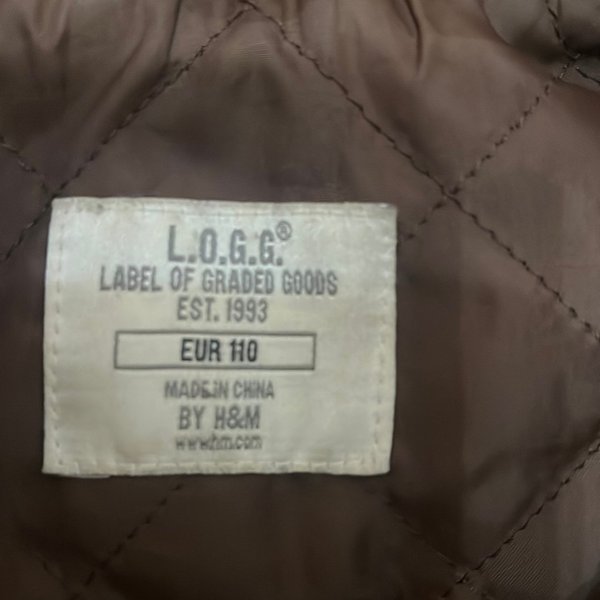 L.O.G.G.®
LABEL OF GRADED GOODS
EST. 1993
EUR 110
MADE IN CHINA
BY H&M
www.hm.com